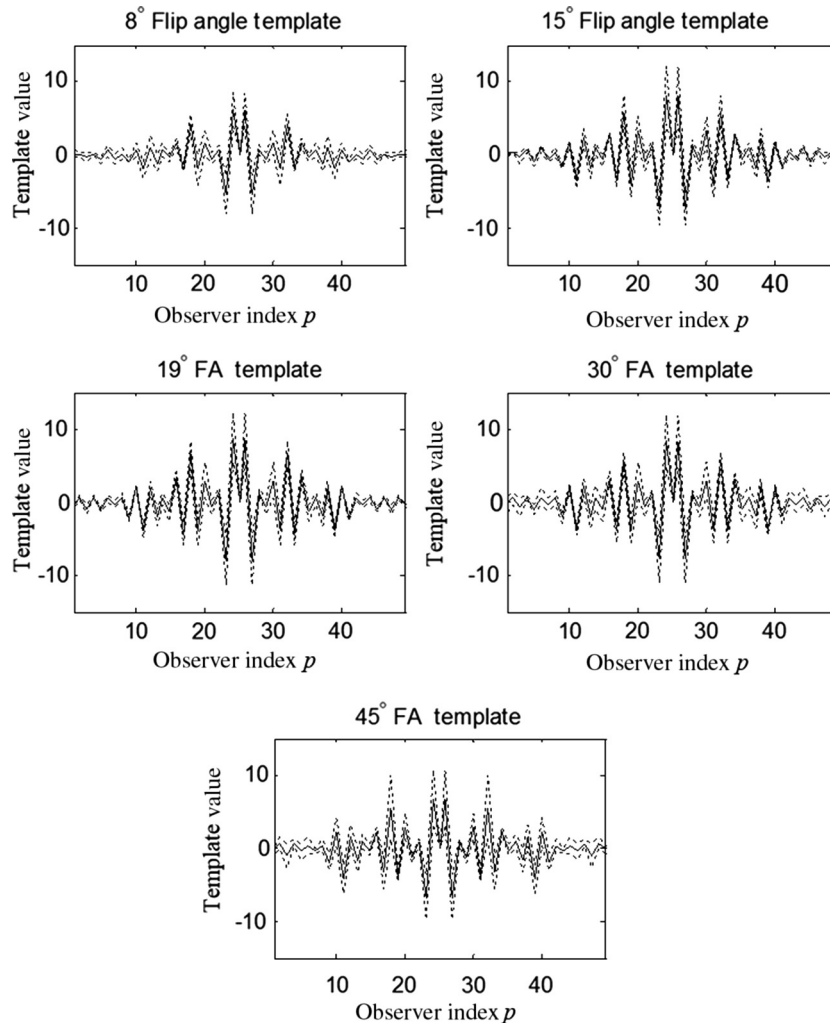 8° Flip angle template
10
0
-10
Template value
10 20 30 40
Observer index p
15° Flip angle template
10
0
-10
Template value
10 20 30 40
Observer index p
19° FA template
10
0
-10
Template value
10 20 30 40
Observer index p
30° FA template
10
0
-10
Template value
10 20 30 40
Observer index p
45° FA template
10
0
-10
Template value
10 20 30 40
Observer index p